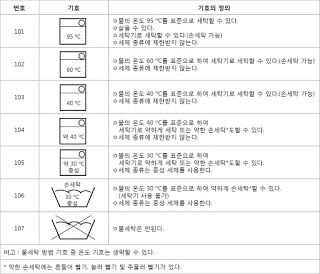 번호 기호 기호의 정의
101 95 ℃ ㅇ물의 온도 95 ℃를 표준으로 세탁할 수 있다.
ㅇ삶을 수 있다.
ㅇ세탁기로 세탁할 수 있다.(손세탁 가능)
ㅇ세제 종류에 제한받지 않는다.
102 60 ℃ ㅇ물의 온도 60 ℃를 표준으로 하여 세탁기로 세탁할 수 있다.(손세탁 가능)
ㅇ세제 종류에 제한받지 않는다.
103 40 ℃ ㅇ물의 온도 40 ℃를 표준으로 하여 세탁기로 세탁할 수 있다.(손세탁 가능)
ㅇ세제 종류에 제한받지 않는다.
104 약 40 ℃ ㅇ물의 온도 40 ℃를 표준으로 하여
세탁기로 약하게 세탁 또는 약한 손세탁*도할 수 있다.
ㅇ세제 종류에 제한받지 않는다.
105 약 30 ℃ 중성 ㅇ물의 온도 30 ℃를 표준으로 하여
세탁기로 약하게 세탁 또는 약한 손세탁*도할 수 있다.
ㅇ세제 종류는 중성 세제를 사용한다.
106 손세탁 30 ℃ 중성 ㅇ물의 온도 30 ℃를 표준으로 하여 약하게 손세탁*할 수 있다.
(세탁기 사용 불가)
ㅇ세제 종류는 중성 세제를 사용한다.
107 ㅇ물세탁은 안된다.
비고 : 물세탁 방법 기호 중 온도 기호는 생략할 수 있다.
* 약한 손세탁에는 흔들어 빨기, 눌러 빨기 및 주물러 빨기가 있다.